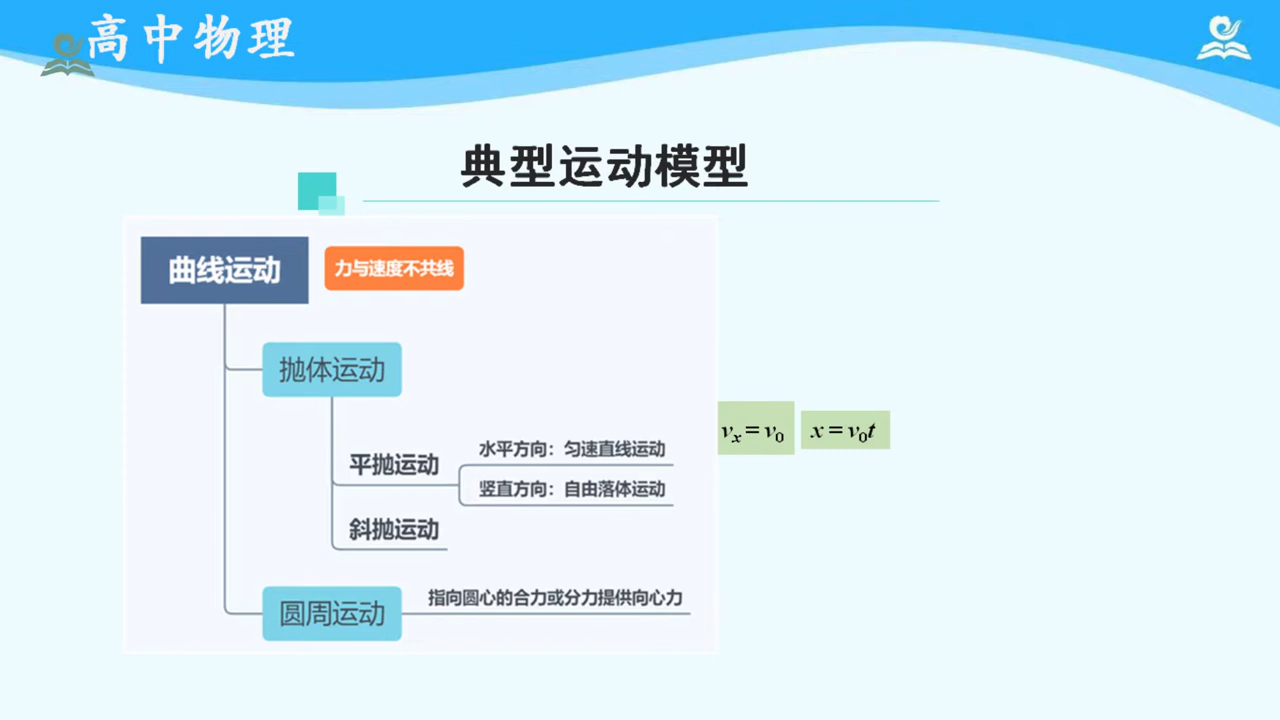 高中物理
典型运动模型
曲线运动
力与速度不共线
抛体运动
平抛运动
水平方向：匀速直线运动
vₓ = v₀
x = v₀t
竖直方向：自由落体运动
斜抛运动
圆周运动
指向圆心的合力或分力提供向心力